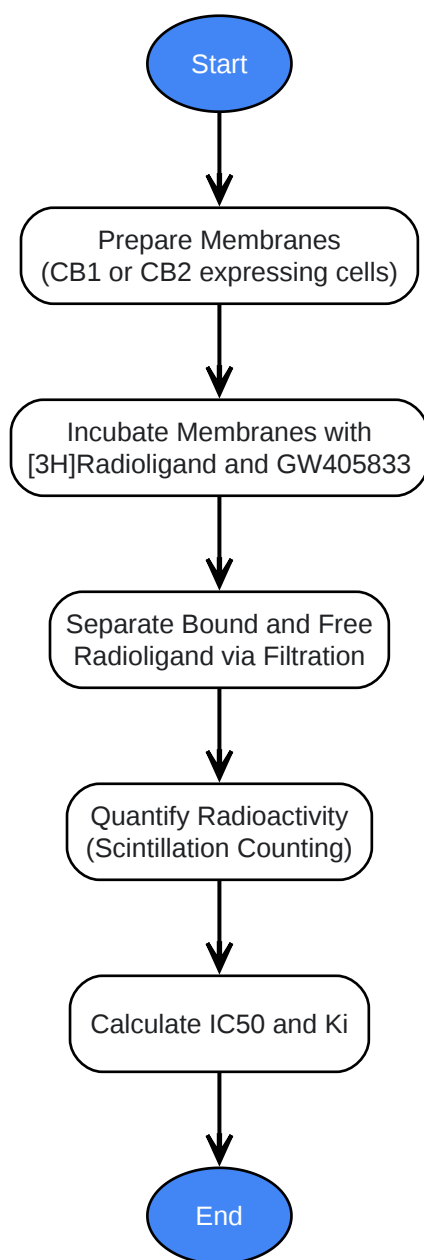 Start
Prepare Membranes
(CB1 or CB2 expressing cells)
Incubate Membranes with
[3H]Radioligand and GW405833
Separate Bound and Free
Radioligand via Filtration
Quantify Radioactivity
(Scintillation Counting)
Calculate IC50 and Ki
End